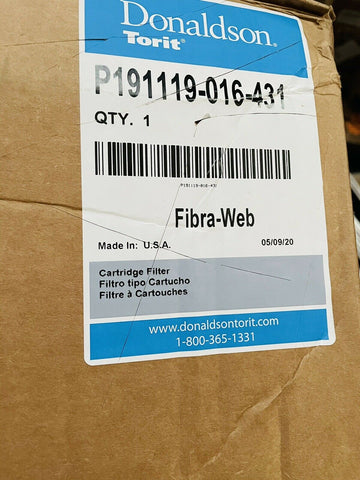 Donaldson.
Torit®
P191119-016-431
QTY. 1
P191119-016-431
Fibra-Web
Made In: U.S.A.
05/09/20
Cartridge Filter
Filtro tipo Cartucho
Filtre à Cartouches
www.donaldsontorit.com
1-800-365-1331